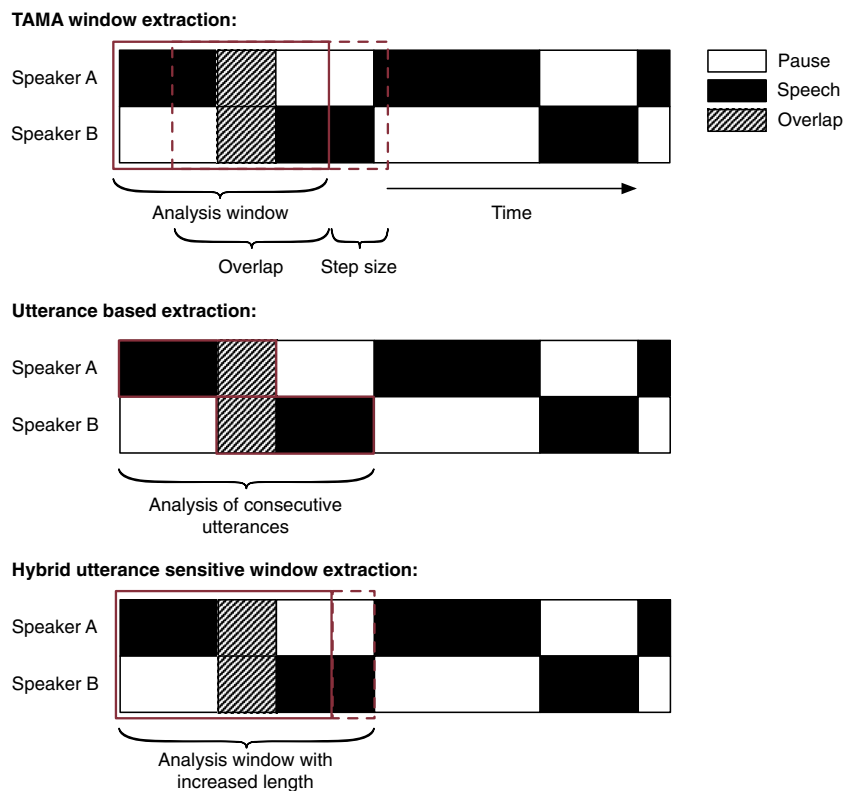 TAMA window extraction:
Speaker A
Speaker B
Pause
Speech
Overlap
Analysis window
Time
Overlap
Step size
Utterance based extraction:
Speaker A
Speaker B
Analysis of consecutive
utterances
Hybrid utterance sensitive window extraction:
Speaker A
Speaker B
Analysis window with
increased length